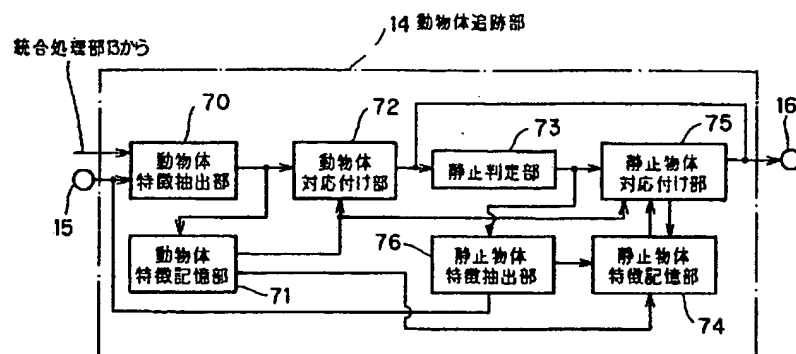 14 動物体追跡部
統合処理部13から
70
72
73
75
16
動物体
特徴抽出部
動物体
対応付け部
静止判定部
静止物体
対応付け部
15
76
動物体
特徴記憶部
静止物体
特徴抽出部
静止物体
特徴記憶部
71
74